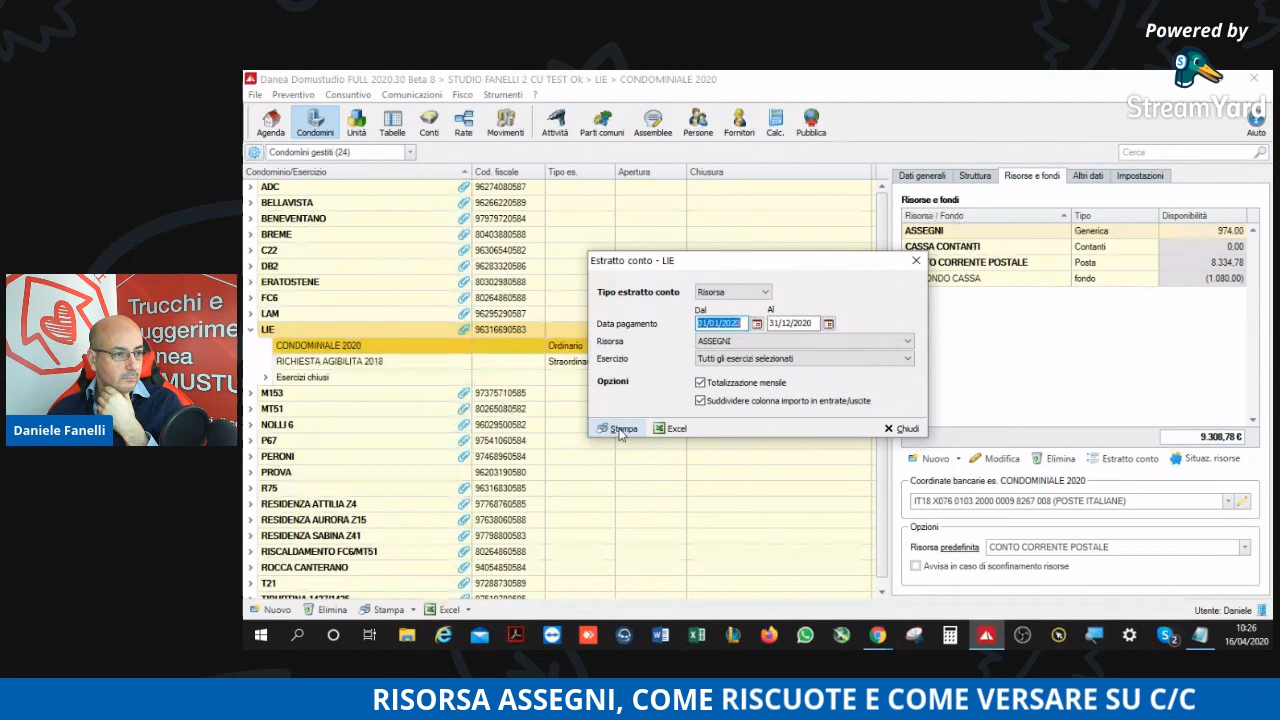 Powered by
StreamYard
Danea Domustudio FULL 2020.30 Beta 8 > STUDIO FANELLI 2 CU TEST Ok > LIE > CONDOMINIALE 2020
File Preventivo Consuntivo Comunicazioni Fisco Strumenti ?
Agenda Condomini Unità Tabelle Conti Rate Movimenti Attività Parti comuni Assemblee Persone Fornitori Calc. Pubblica Aiuto
Condomini gestiti (24) Cerca
Condominio/Esercizio Cod. fiscale Tipo es. Apertura Chiusura
ADC 96274080587
BELLAVISTA 96266220589
BENEVENTANO 97979720584
BREME 80403880588
C22 96306540582
DB2 96283320586
ERATOSTENE 80302980588
FC6 80264860588
LAM 96295290587
LIE 96316690583
CONDOMINIALE 2020 Ordinario
RICHIESTA AGIBILITA 2018 Straordina
Esercizi chiusi
M153 97375710585
MT51 80265080582
NOLLI 6 96029500582
P67 97541060584
PERONI 97468960584
PROVA 96203190580
R75 96316830585
RESIDENZA ATTILIA Z4 97768760585
RESIDENZA AURORA Z15 97638060588
RESIDENZA SABINA Z41 97798800583
RISCALDAMENTO FC6/MT51 80264860588
ROCCA CANTERANO 94054850584
T21 97288730589
Nuovo Elimina Stampa Excel
Utente: Daniele
Dati generali Struttura Risorse e fondi Altri dati Impostazioni
Risorse e fondi
Risorsa / Fondo Tipo Disponibilità
ASSEGNI Generica 974,00
CASSA CONTANTI Contanti 0,00
TO CORRENTE POSTALE Posta 8.334,78
ONDO CASSA fondo (1.080,00)
9.308,78 €
Nuovo Modifica Elimina Estratto conto Situaz. risorse
Coordinate bancarie es. CONDOMINIALE 2020
IT18 X076 0103 2000 0009 8267 008 (POSTE ITALIANE)
Opzioni
Risorsa predefinita CONTO CORRENTE POSTALE
Avvisa in caso di sconfinamento risorse
Estratto conto - LIE
Tipo estratto conto Risorsa
Dal Al
Data pagamento 01/01/2020 31/12/2020
Risorsa ASSEGNI
Esercizio Tutti gli esercizi selezionati
Opzioni Totalizzazione mensile
Suddividere colonna importo in entrate/uscite
Stampa Excel Chiudi
Trucchi e
uggerime
anea
MUSTU
Daniele Fanelli
10:26
16/04/2020
RISORSA ASSEGNI, COME RISCUOTE E COME VERSARE SU C/C